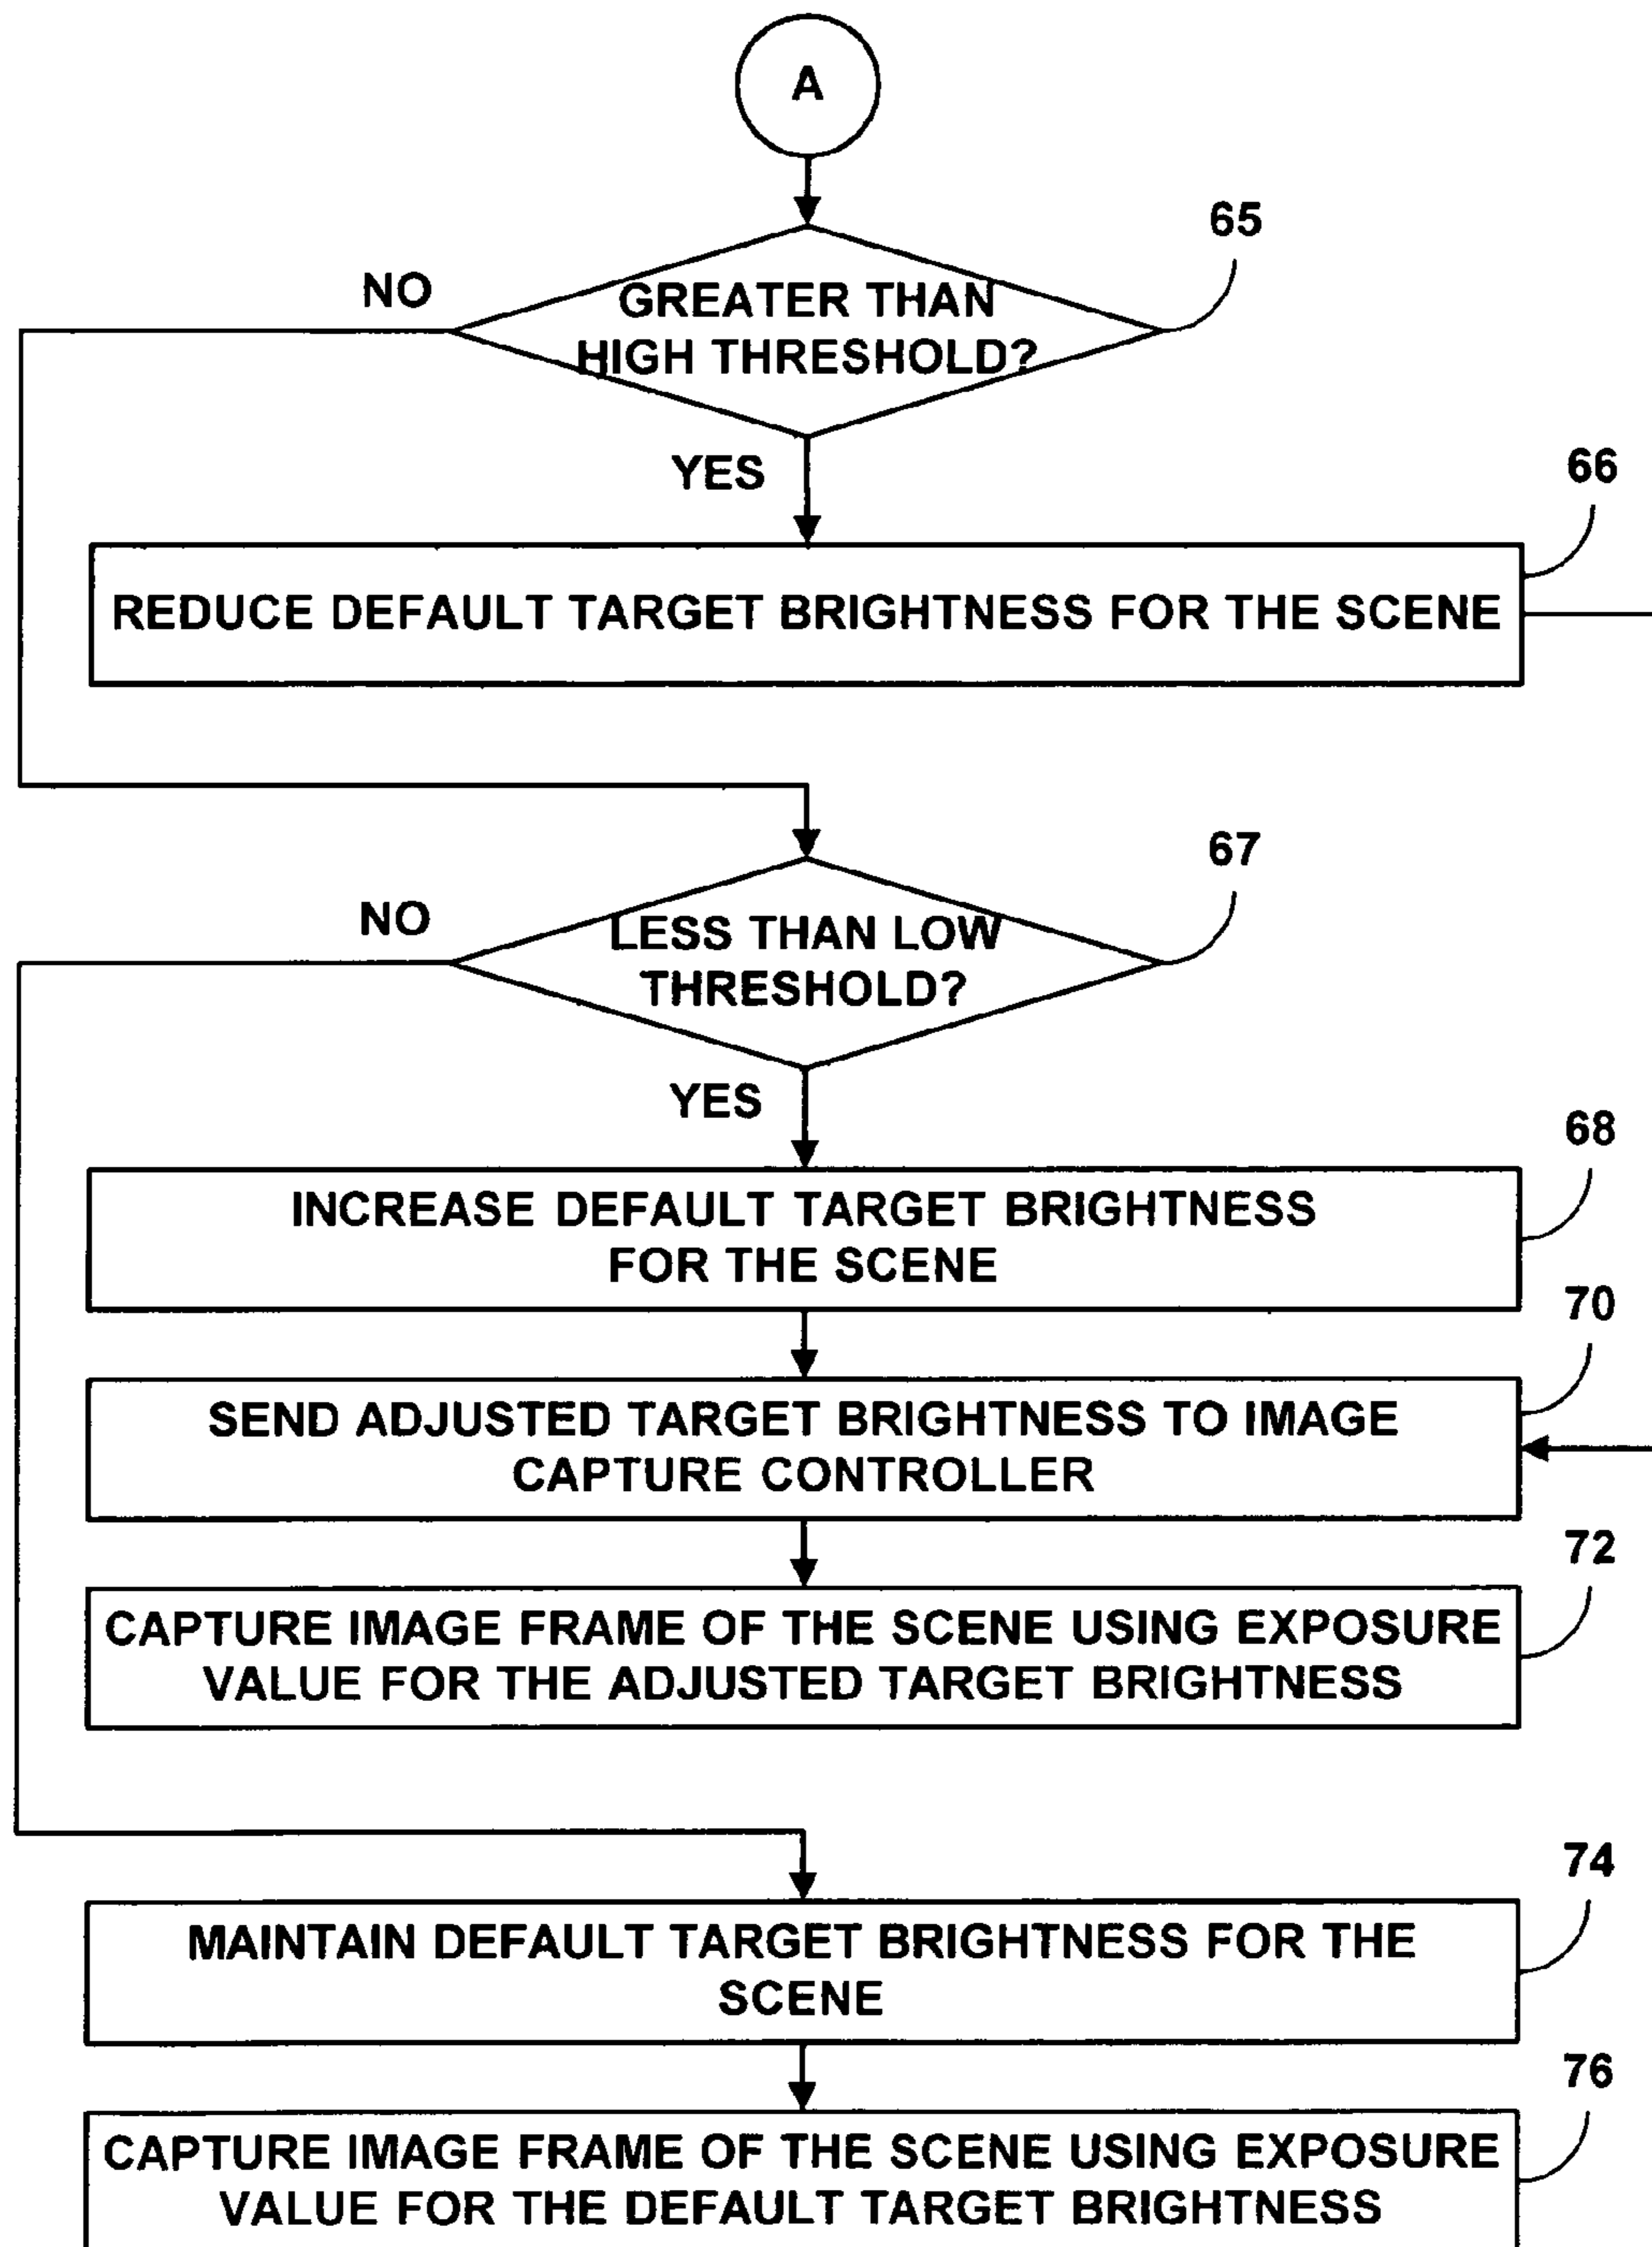 A
65
NO
GREATER THAN
HIGH THRESHOLD?
YES
66
REDUCE DEFAULT TARGET BRIGHTNESS FOR THE SCENE
67
NO
LESS THAN LOW
THRESHOLD?
YES
68
INCREASE DEFAULT TARGET BRIGHTNESS
FOR THE SCENE
70
SEND ADJUSTED TARGET BRIGHTNESS TO IMAGE
CAPTURE CONTROLLER
72
CAPTURE IMAGE FRAME OF THE SCENE USING EXPOSURE
VALUE FOR THE ADJUSTED TARGET BRIGHTNESS
74
MAINTAIN DEFAULT TARGET BRIGHTNESS FOR THE
SCENE
76
CAPTURE IMAGE FRAME OF THE SCENE USING EXPOSURE
VALUE FOR THE DEFAULT TARGET BRIGHTNESS